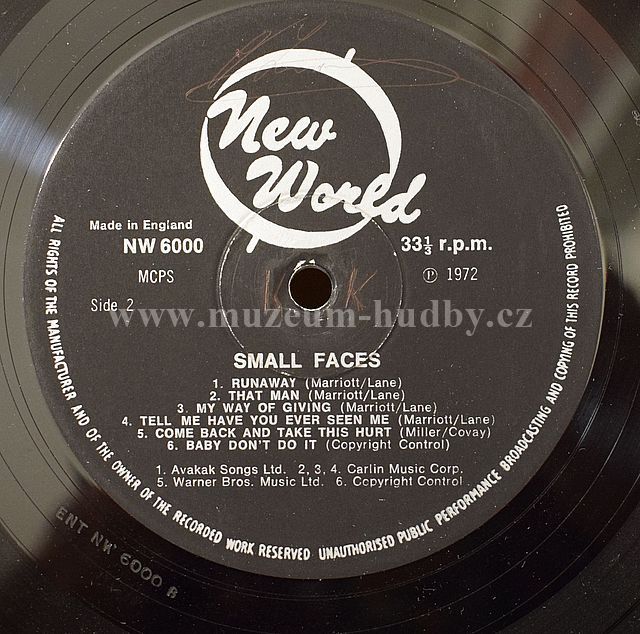 New
World
Made in England
NW 6000
33⅓ r.p.m.
MCPS
℗ 1972
Side 2
www.muzeum-hudby.cz
SMALL FACES
1. RUNAWAY (Marriott/Lane)
2. THAT MAN (Marriott/Lane)
3. MY WAY OF GIVING (Marriott/Lane)
4. TELL ME HAVE YOU EVER SEEN ME (Marriott/Lane)
5. COME BACK AND TAKE THIS HURT (Miller/Covay)
6. BABY DON'T DO IT (Copyright Control)
1. Avakak Songs Ltd. 2, 3, 4. Carlin Music Corp.
5. Warner Bros. Music Ltd. 6. Copyright Control
ALL RIGHTS OF THE MANUFACTURER AND OF THE OWNER OF THE RECORDED WORK RESERVED UNAUTHORISED PUBLIC PERFORMANCE BROADCASTING AND COPYING OF THIS RECORD PROHIBITED
ENT NW 6000 B